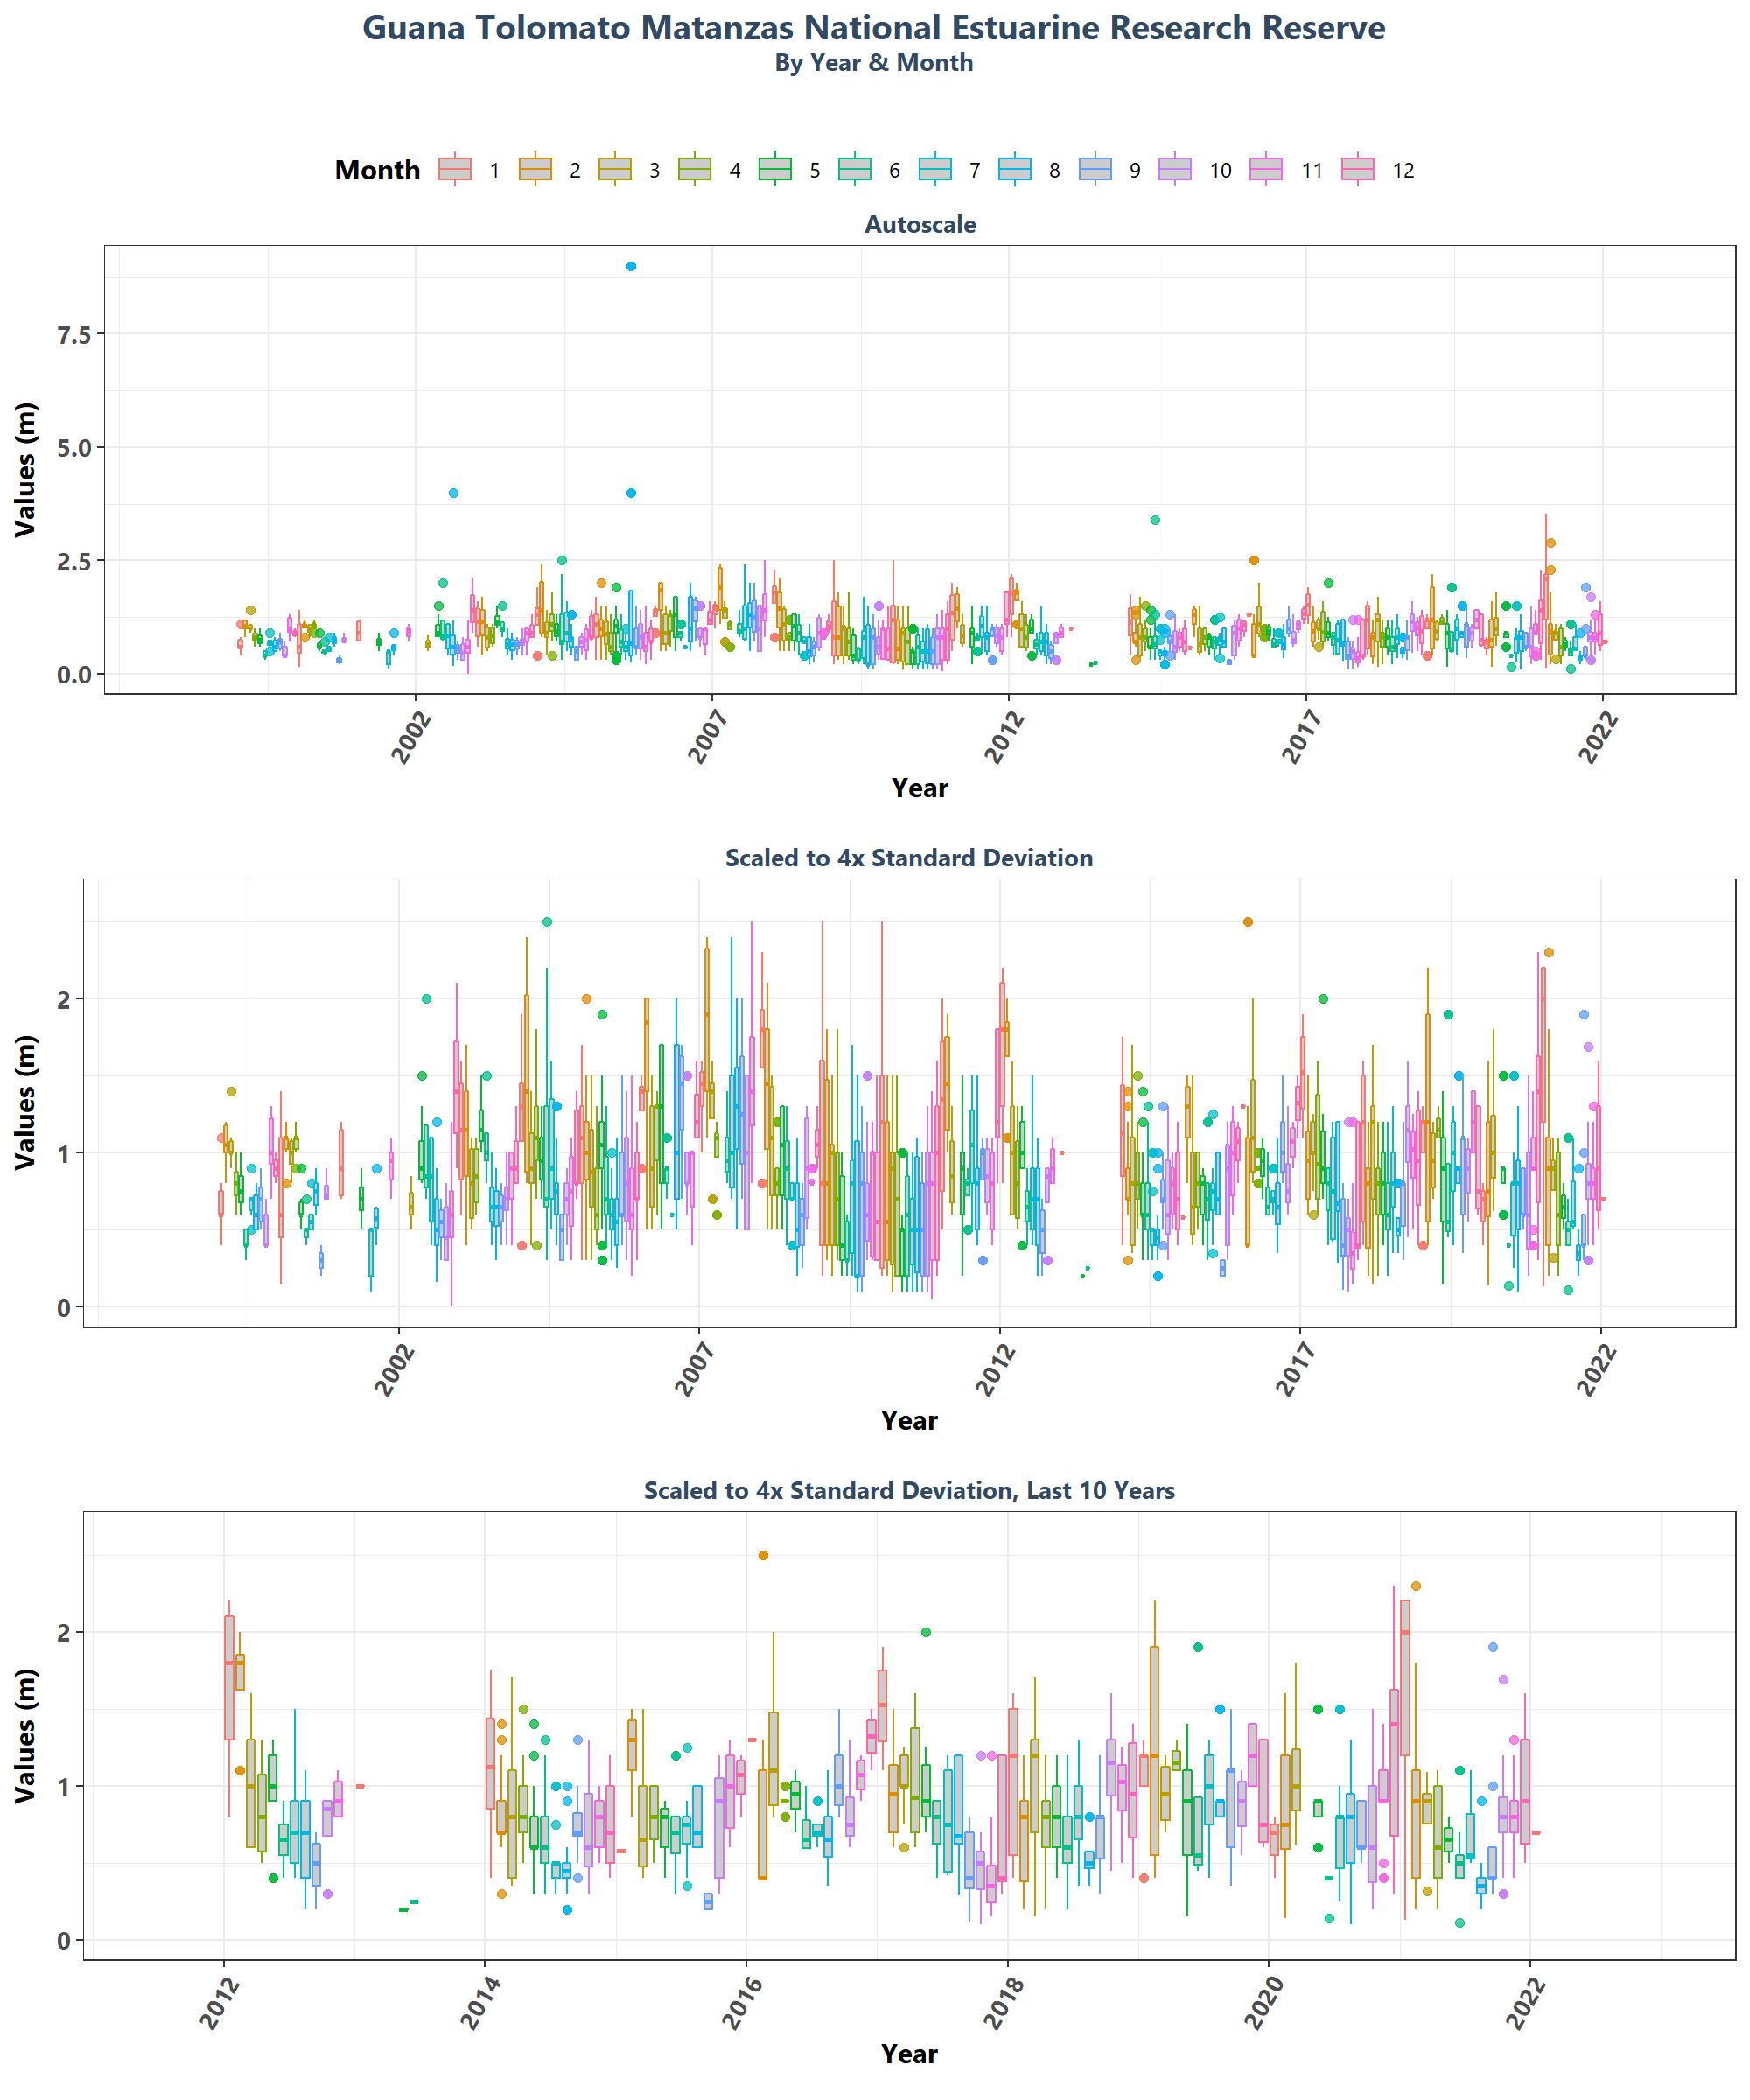 Guana Tolomato Matanzas National Estuarine Research Reserve
By Year & Month
Month 1 2 3 4 5 6 7 8 9 10 11 12
Autoscale
7.5
5.0
2.5
0.0
Values (m)
2002 2007 2012 2017 2022
Year
Scaled to 4x Standard Deviation
2
1
0
Values (m)
2002 2007 2012 2017 2022
Year
Scaled to 4x Standard Deviation, Last 10 Years
2
1
0
Values (m)
2012 2014 2016 2018 2020 2022
Year